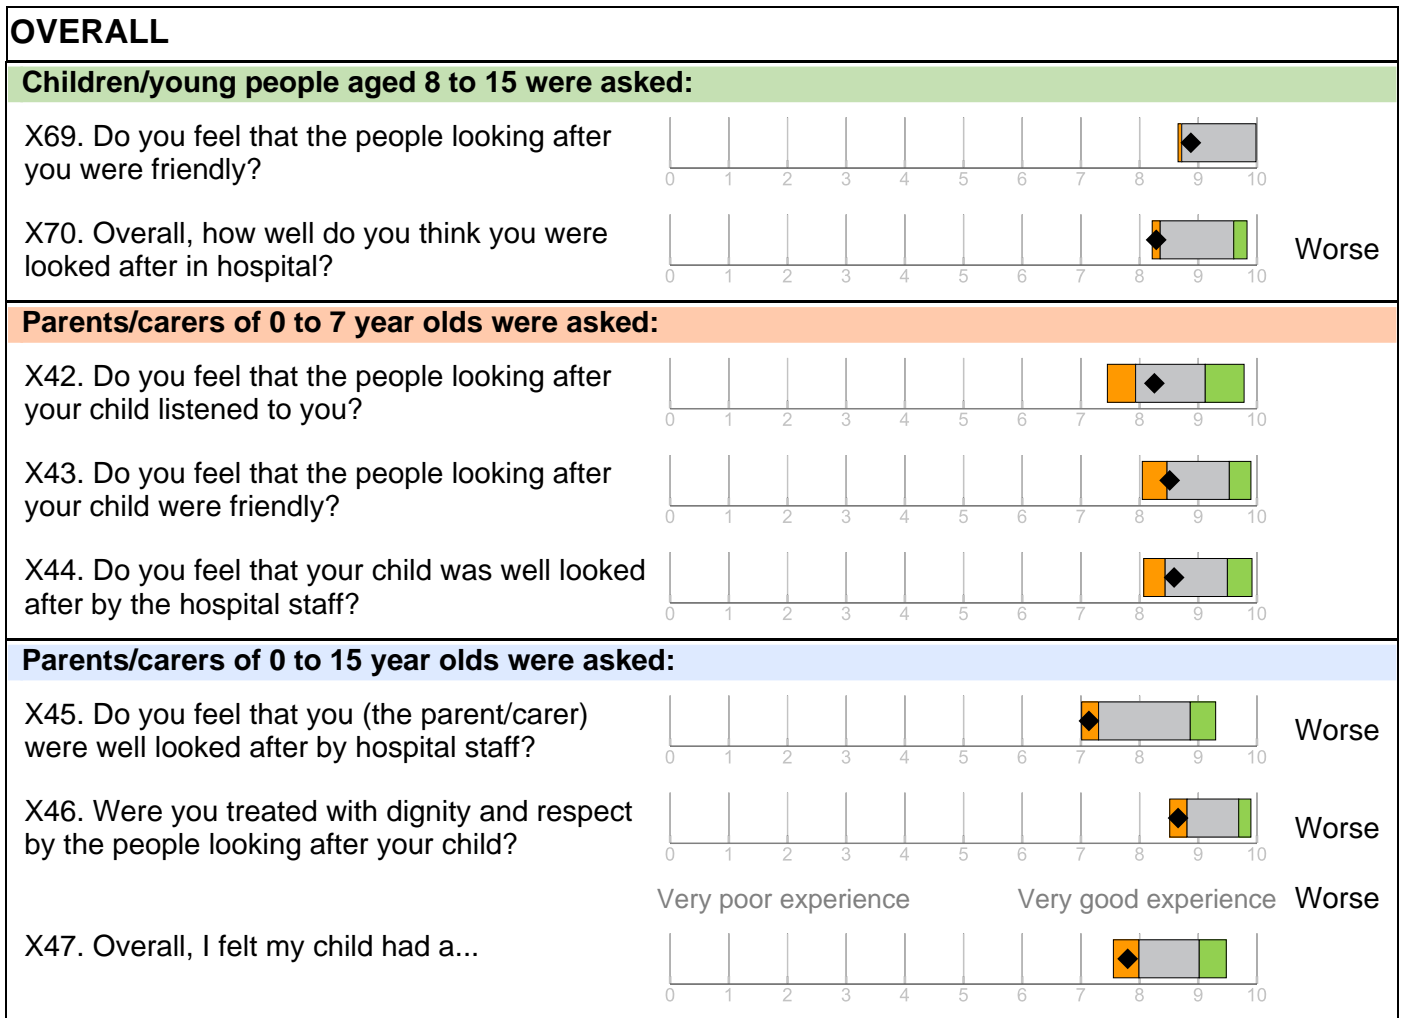 OVERALL
Children/young people aged 8 to 15 were asked:
X69. Do you feel that the people looking after
you were friendly?
0 1 2 3 4 5 6 7 8 9 10
X70. Overall, how well do you think you were
looked after in hospital?
Worse
0 1 2 3 4 5 6 7 8 9 10
Parents/carers of 0 to 7 year olds were asked:
X42. Do you feel that the people looking after
your child listened to you?
0 1 2 3 4 5 6 7 8 9 10
X43. Do you feel that the people looking after
your child were friendly?
0 1 2 3 4 5 6 7 8 9 10
X44. Do you feel that your child was well looked
after by the hospital staff?
0 1 2 3 4 5 6 7 8 9 10
Parents/carers of 0 to 15 year olds were asked:
X45. Do you feel that you (the parent/carer)
were well looked after by hospital staff?
Worse
0 1 2 3 4 5 6 7 8 9 10
X46. Were you treated with dignity and respect
by the people looking after your child?
Worse
0 1 2 3 4 5 6 7 8 9 10
Very poor experience Very good experience Worse
X47. Overall, I felt my child had a...
0 1 2 3 4 5 6 7 8 9 10